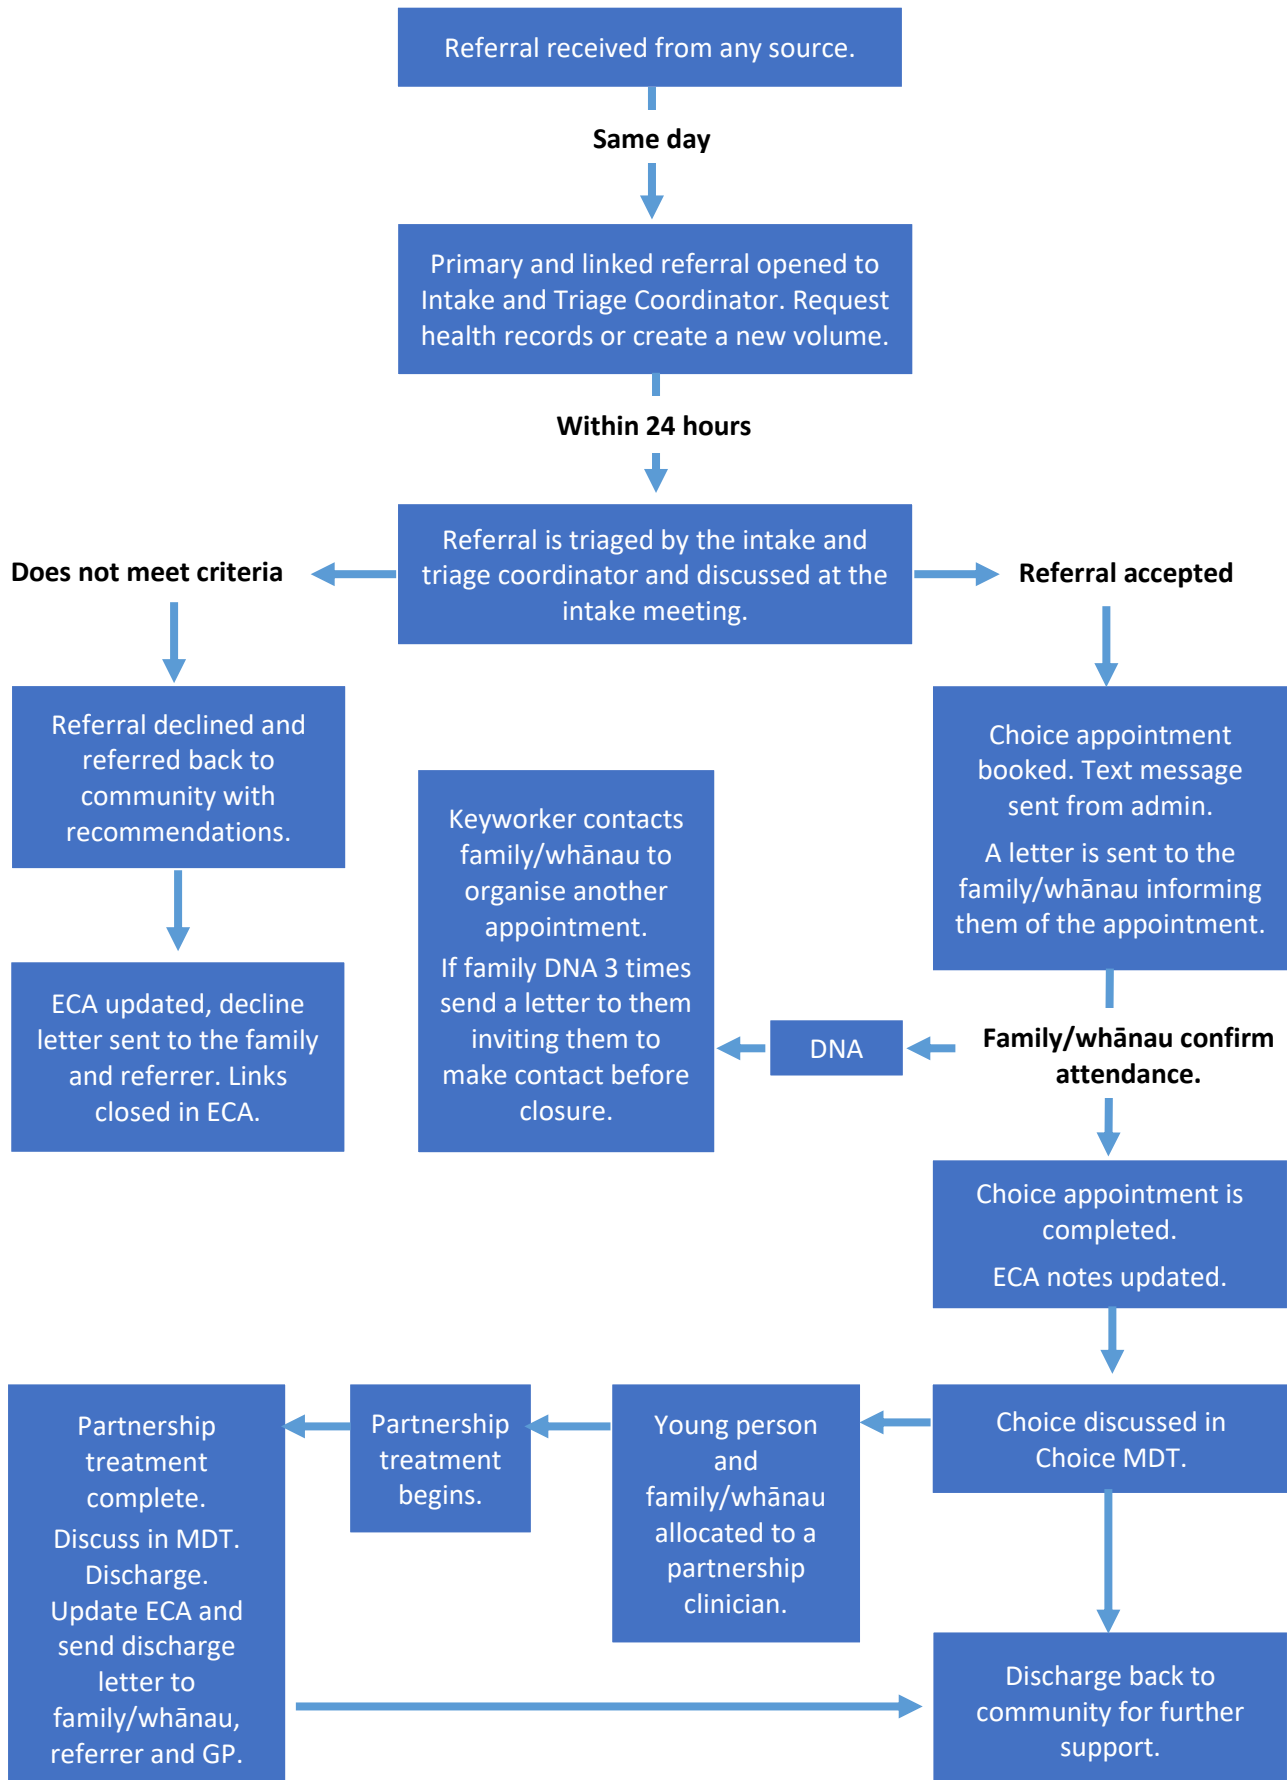 Referral received from any source.
Same day
Primary and linked referral opened to
Intake and Triage Coordinator. Request
health records or create a new volume.
Within 24 hours
Referral is triaged by the intake and
triage coordinator and discussed at the
intake meeting.
Does not meet criteria
Referral accepted
Referral declined and
referred back to
community with
recommendations.
ECA updated, decline
letter sent to the family
and referrer. Links
closed in ECA.
Choice appointment
booked. Text message
sent from admin.
A letter is sent to the
family/whānau informing
them of the appointment.
Family/whānau confirm
attendance.
DNA
Keyworker contacts
family/whānau to
organise another
appointment.
If family DNA 3 times
send a letter to them
inviting them to
make contact before
closure.
Choice appointment is
completed.
ECA notes updated.
Choice discussed in
Choice MDT.
Young person
and
family/whānau
allocated to a
partnership
clinician.
Partnership
treatment
begins.
Partnership
treatment
complete.
Discuss in MDT.
Discharge.
Update ECA and
send discharge
letter to
family/whānau,
referrer and GP.
Discharge back to
community for further
support.